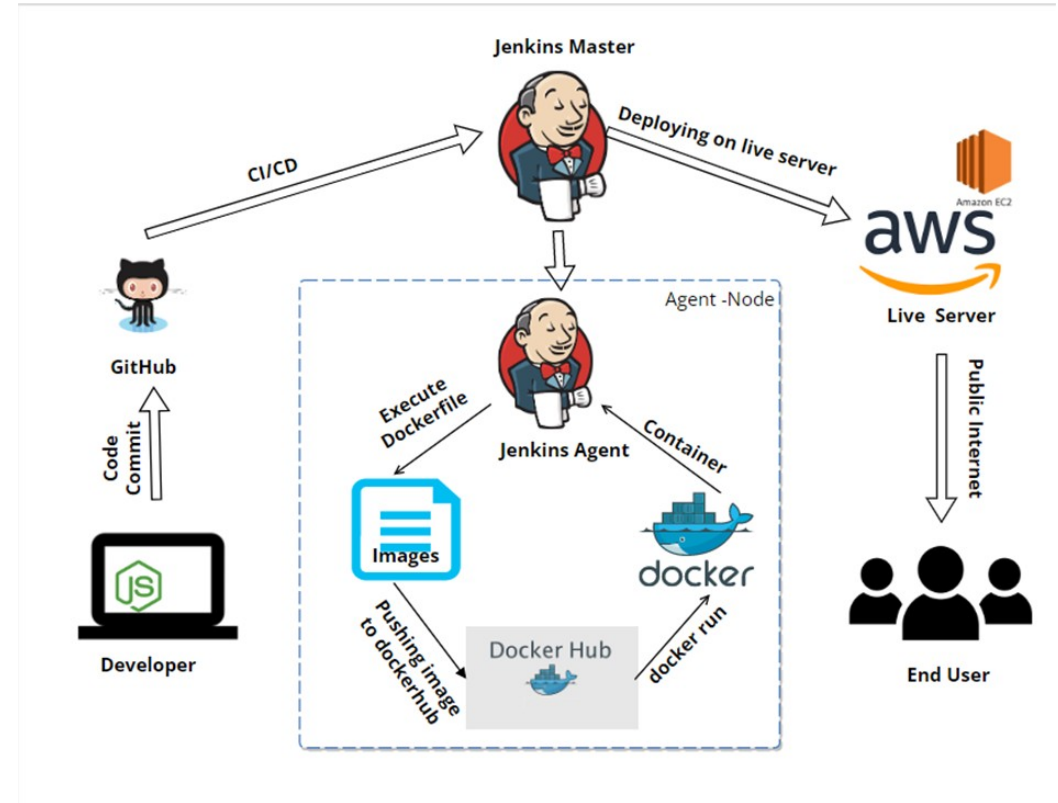 Jenkins Master
CI/CD
Deploying on live server
Amazon EC2
aws
Live  Server
GitHub
Agent -Node
Execute
Dockerfile
Jenkins Agent
Container
Code
Commit
Public Internet
Images
docker
JS
Pushing image
to dockerhub
Docker Hub
docker run
Developer
End User